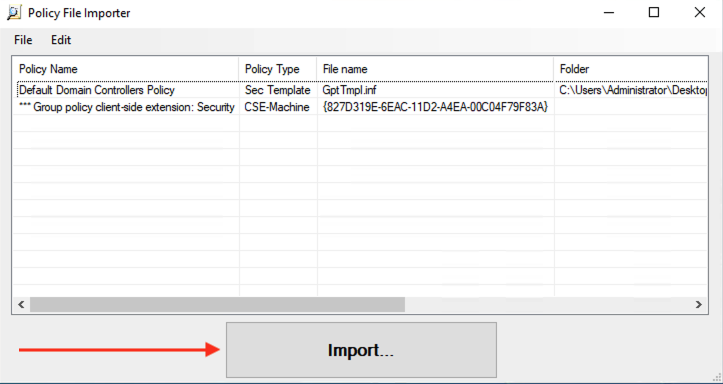 Policy File Importer
File Edit
Policy Name Policy Type File name Folder
Default Domain Controllers Policy Sec Template GptTmpl.inf C:\Users\Administrator\Desktop
*** Group policy client-side extension: Security CSE-Machine {827D319E-6EAC-11D2-A4EA-00C04F79F83A}
Import...